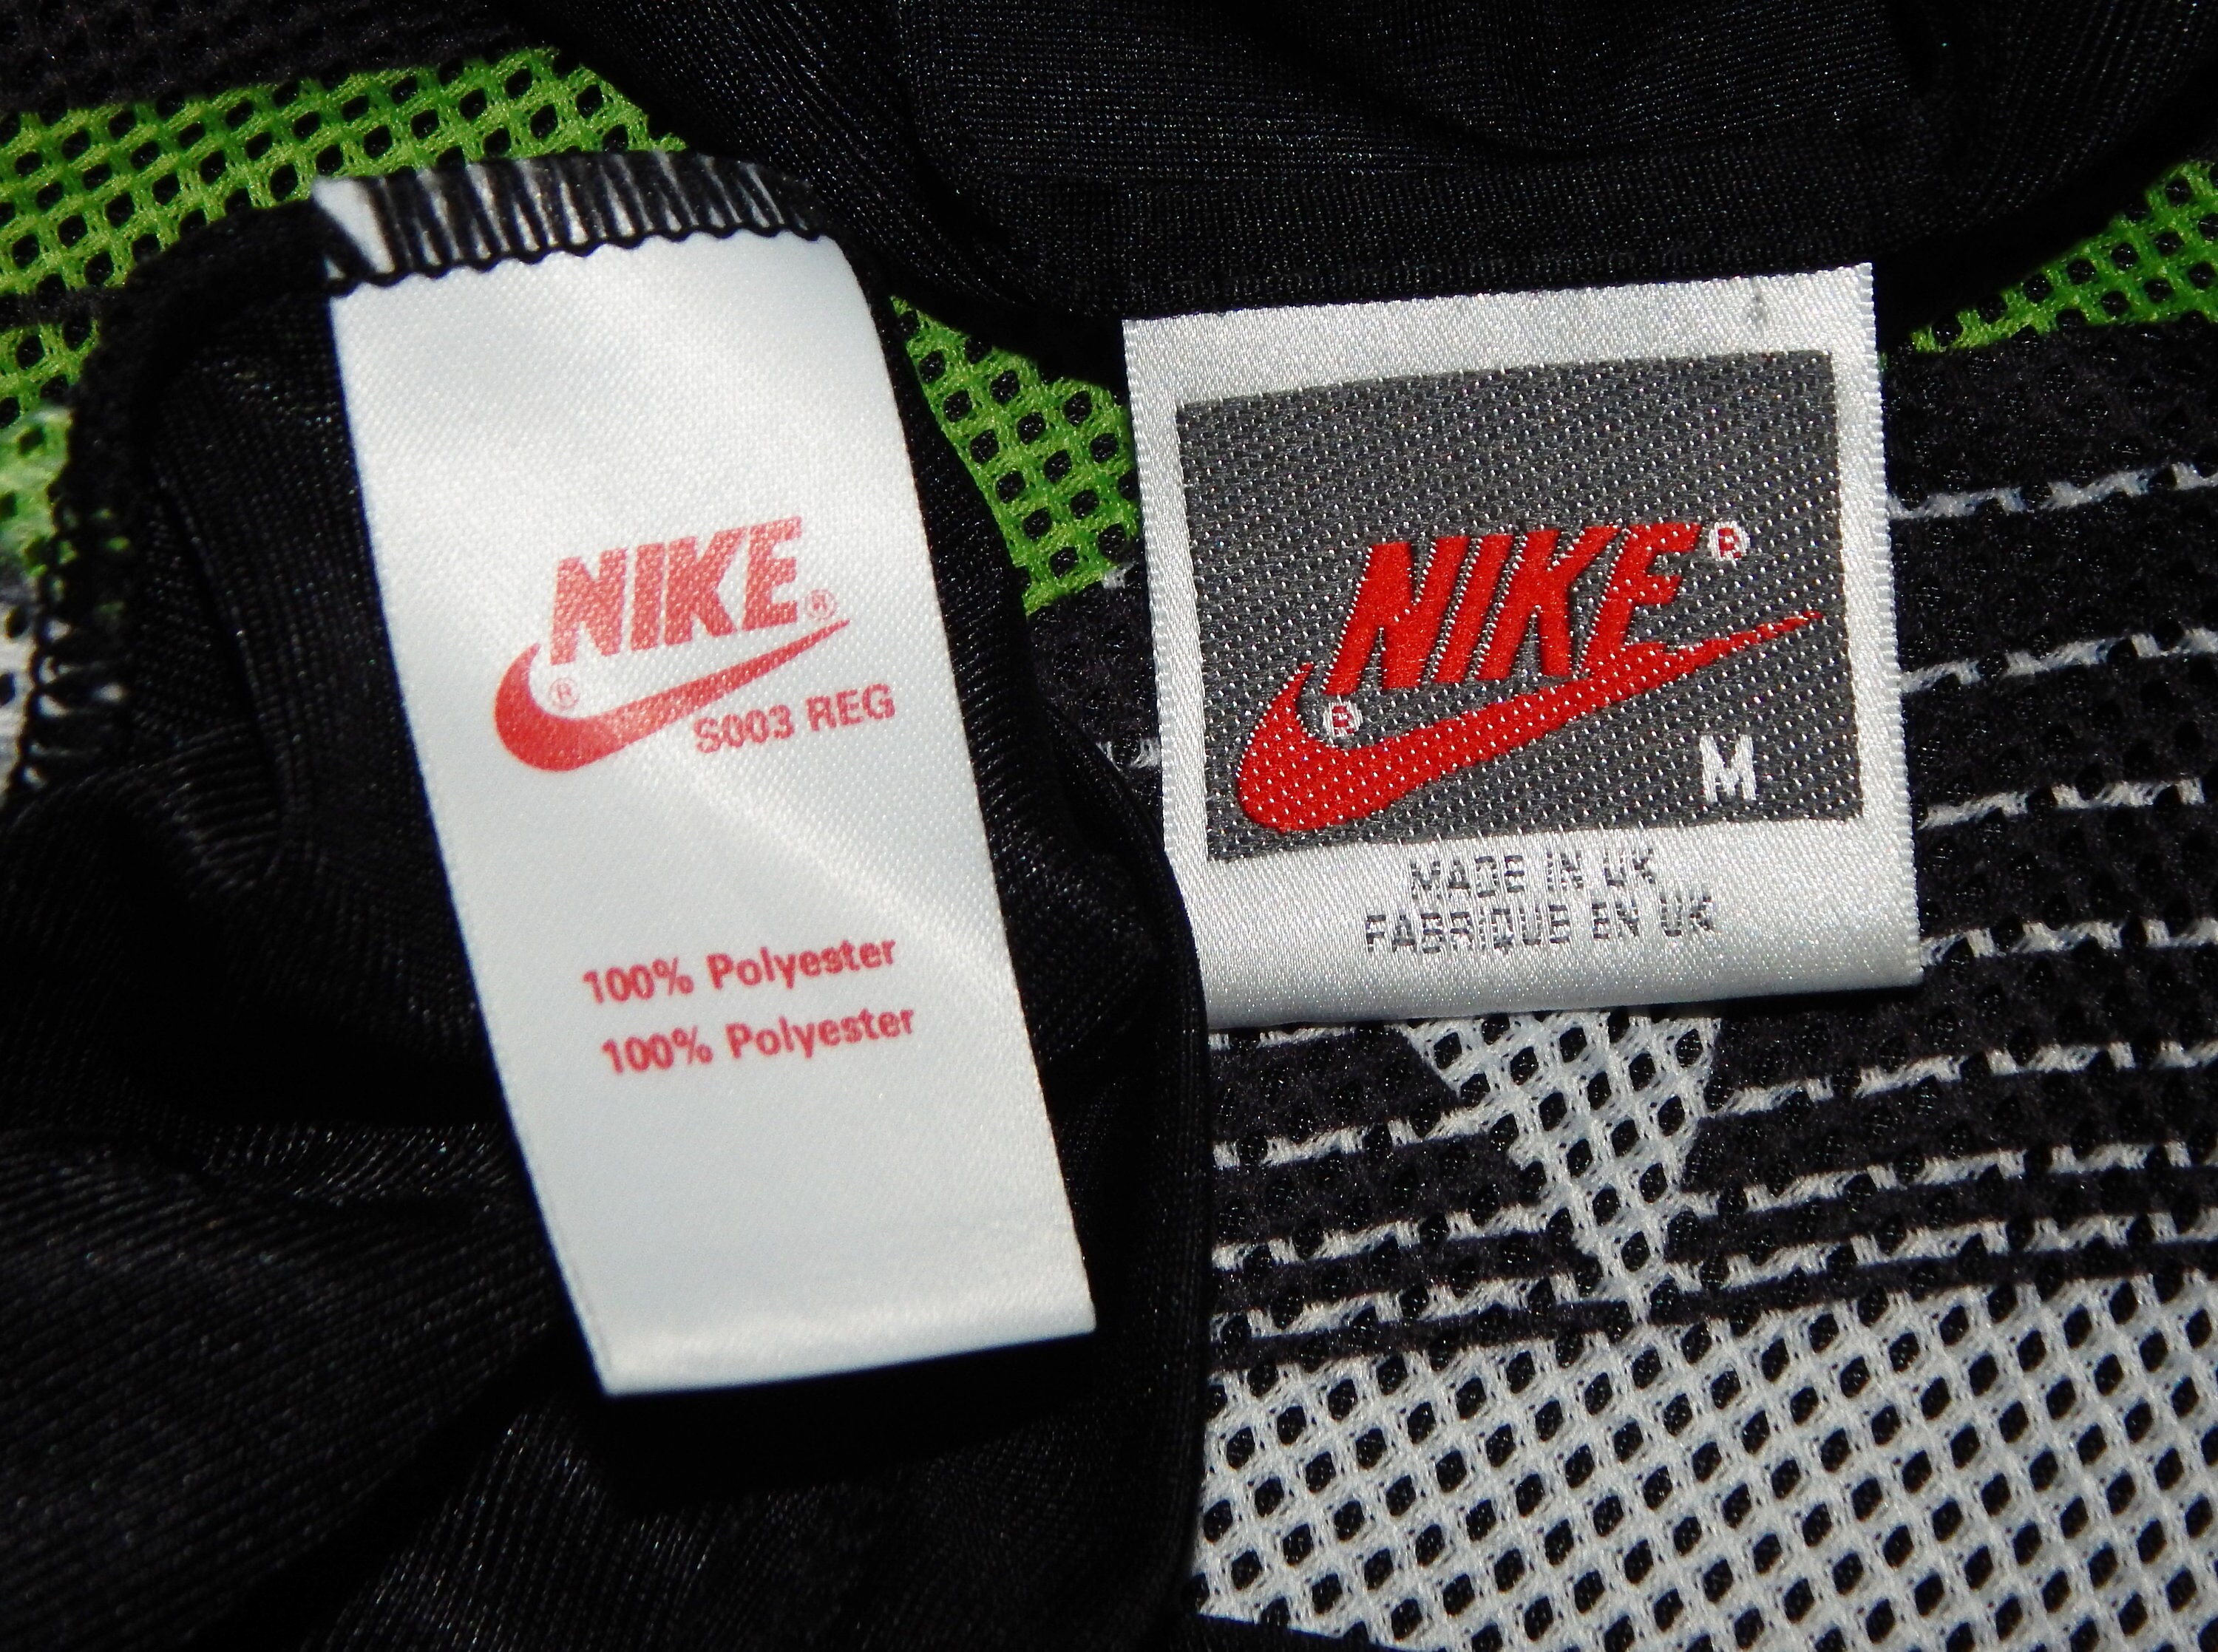 NIKE®
®
S003 REG
100% Polyester
100% Polyester
NIKE®
®
M
MADE IN UK
FABRIQUE EN UK